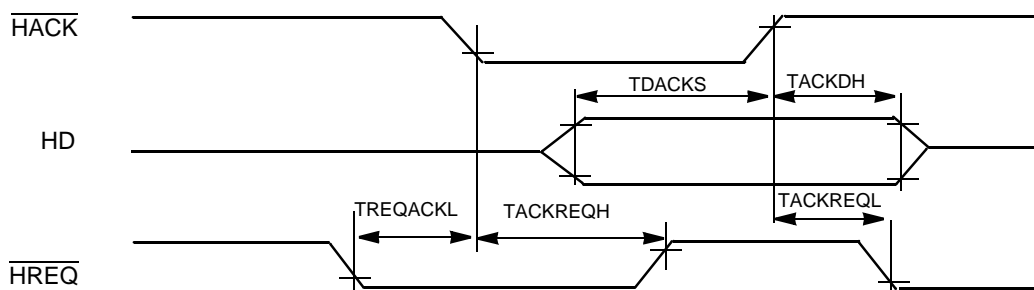 HACK
TDACKS TACKDH
HD
TREQACKL TACKREQH TACKREQL
HREQ